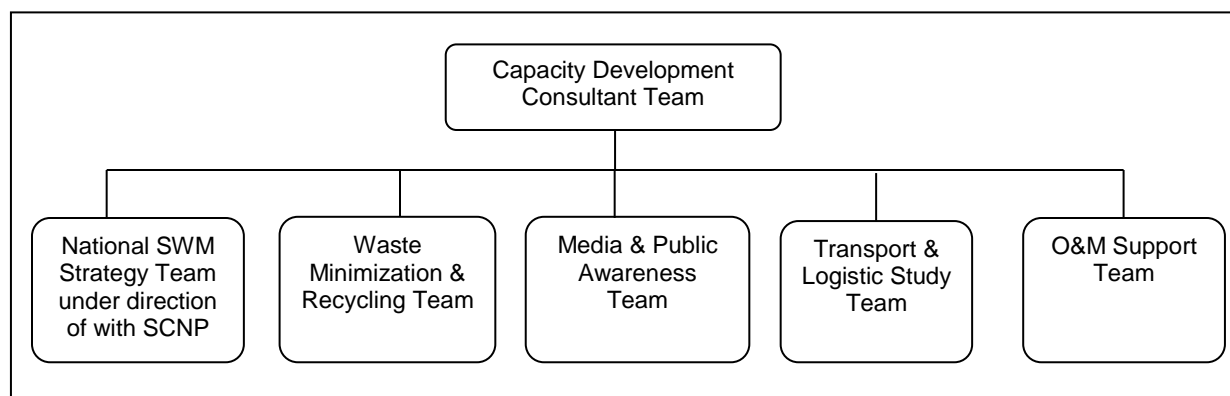 Capacity Development
Consultant Team
National SWM
Strategy Team
under direction
of with SCNP
Waste
Minimization &
Recycling Team
Media & Public
Awareness
Team
Transport &
Logistic Study
Team
O&M Support
Team